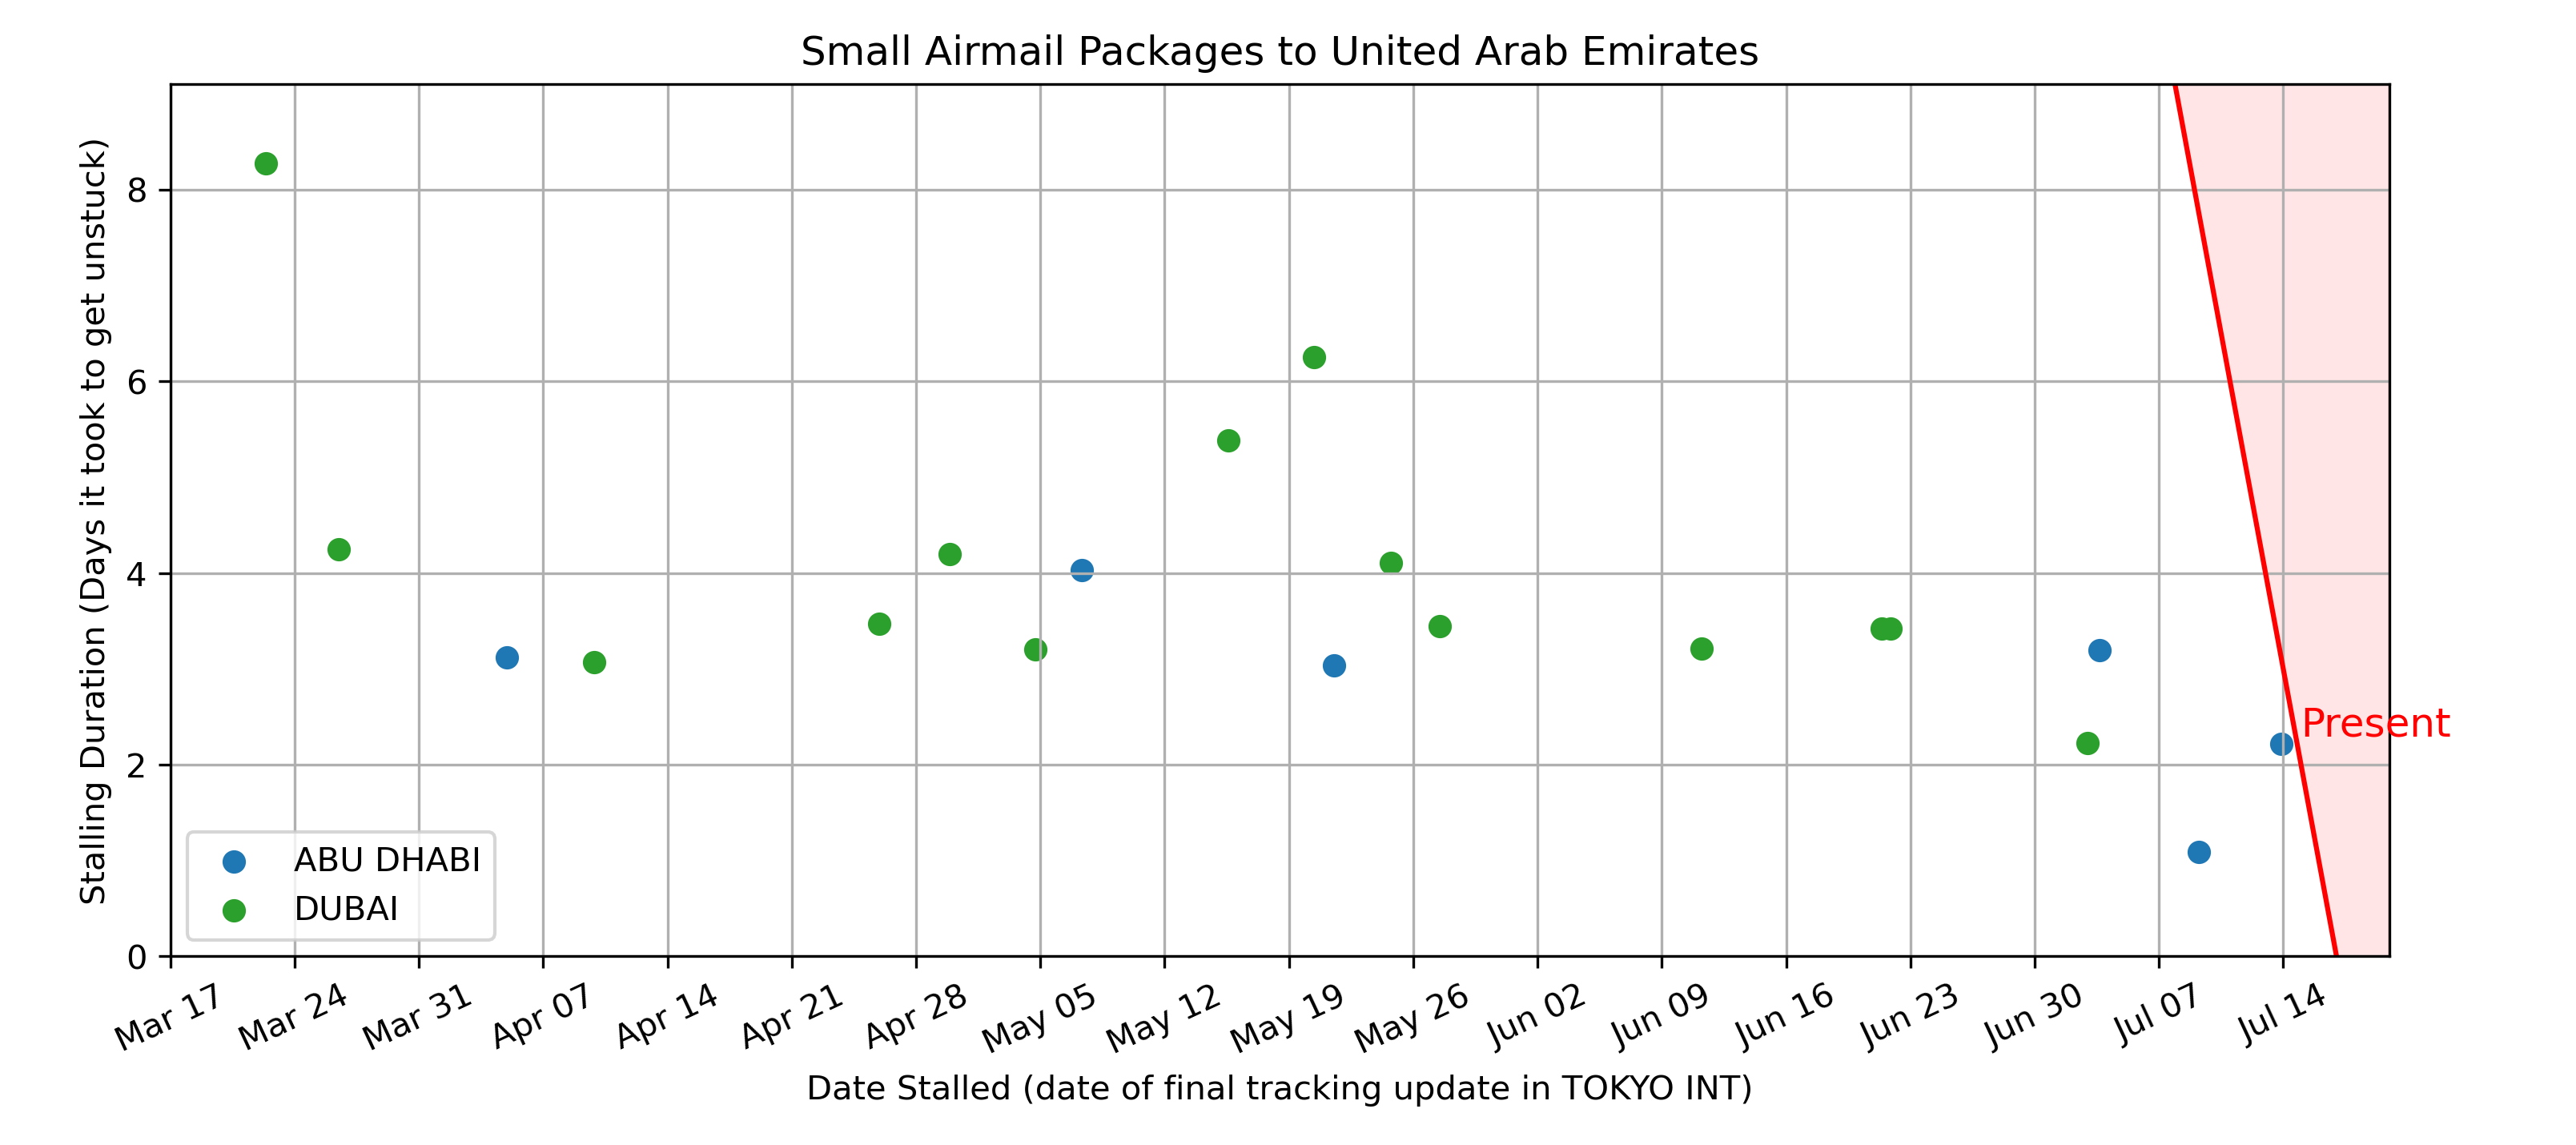 Small Airmail Packages to United Arab Emirates
Stalling Duration (Days it took to get unstuck)
8
6
4
2
0
Present
ABU DHABI
DUBAI
Mar 17
Mar 24
Mar 31
Apr 07
Apr 14
Apr 21
Apr 28
May 05
May 12
May 19
May 26
Jun 02
Jun 09
Jun 16
Jun 23
Jun 30
Jul 07
Jul 14
Date Stalled (date of final tracking update in TOKYO INT)